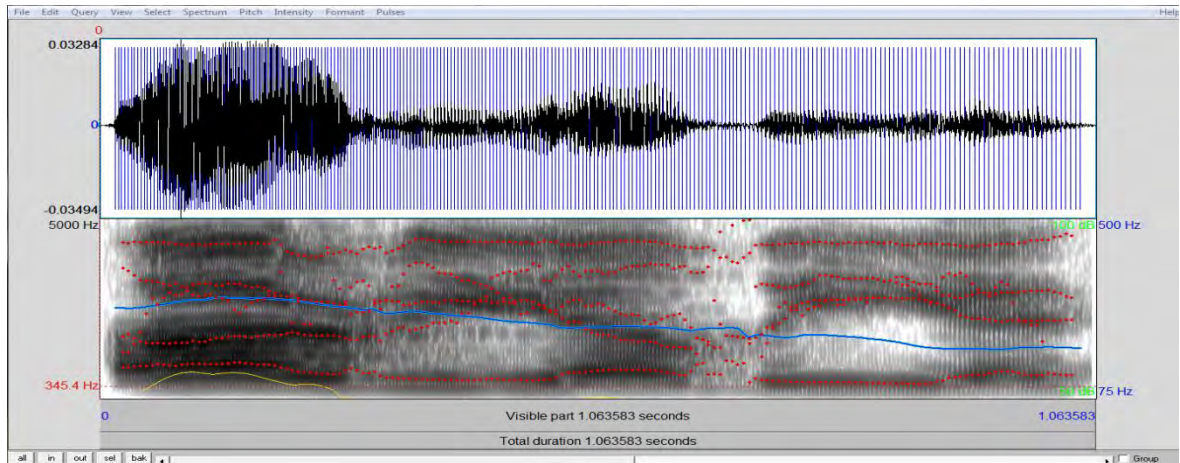 File Edit Query View Select Spectrum Pitch Intensity Formant Pulses Help
0
0.03284
0
-0.03494
5000 Hz 100 dB 500 Hz
345.4 Hz 50 dB 75 Hz
0 Visible part 1.063583 seconds 1.063583
Total duration 1.063583 seconds
all in out sel bak Group